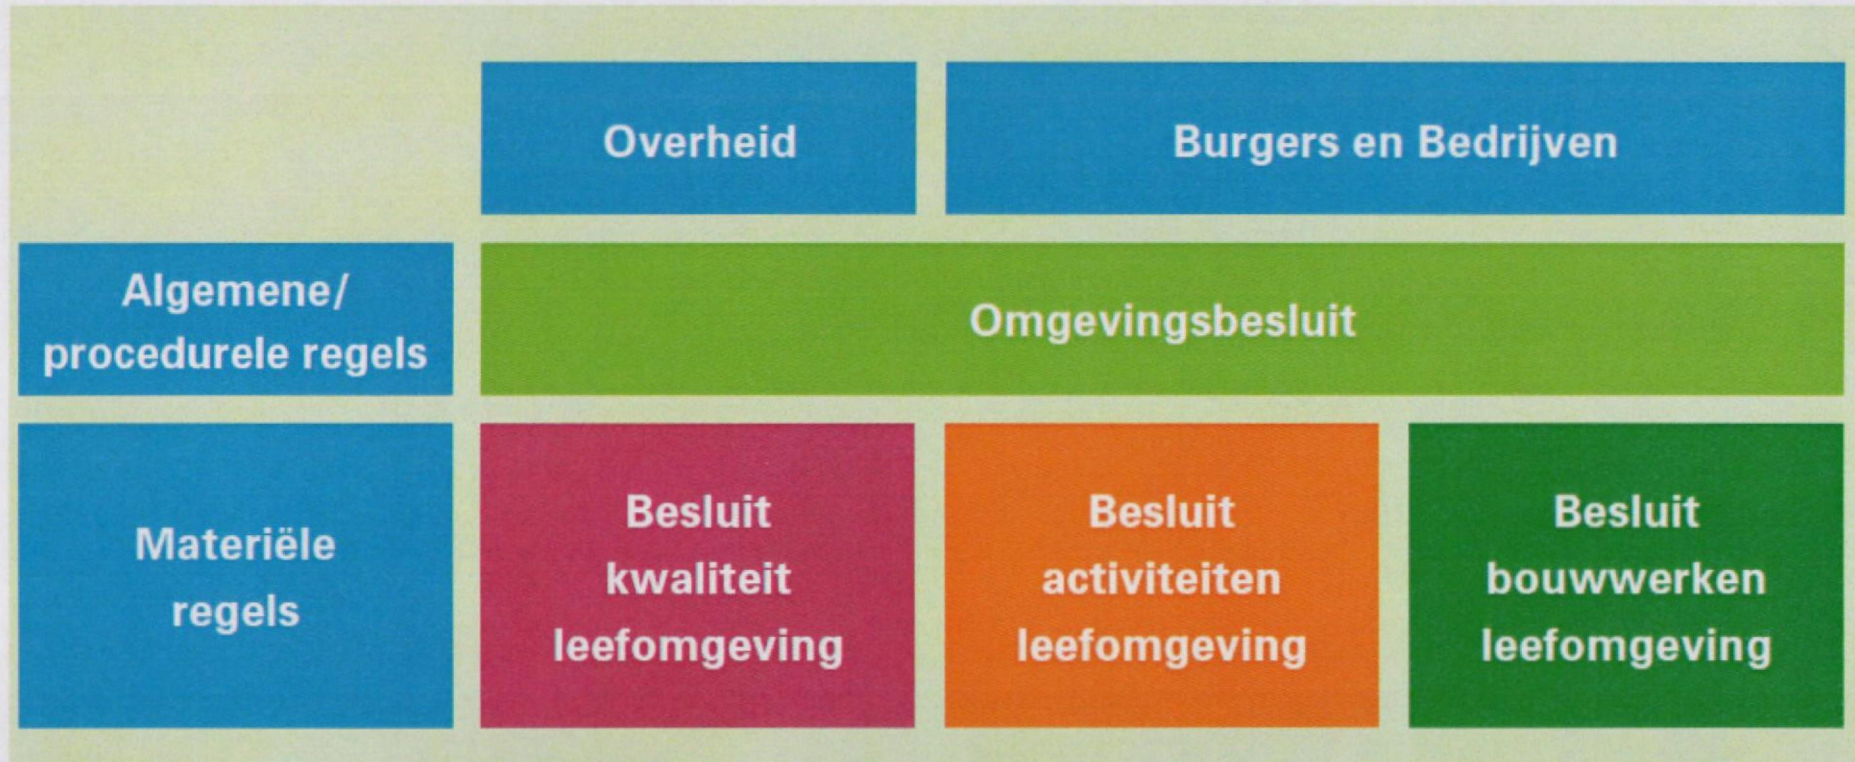 Overheid
Burgers en Bedrijven
Algemene/
procedurele regels
Omgevingsbesluit
Materiële
regels
Besluit
kwaliteit
leefomgeving
Besluit
activiteiten
leefomgeving
Besluit
bouwwerken
leefomgeving